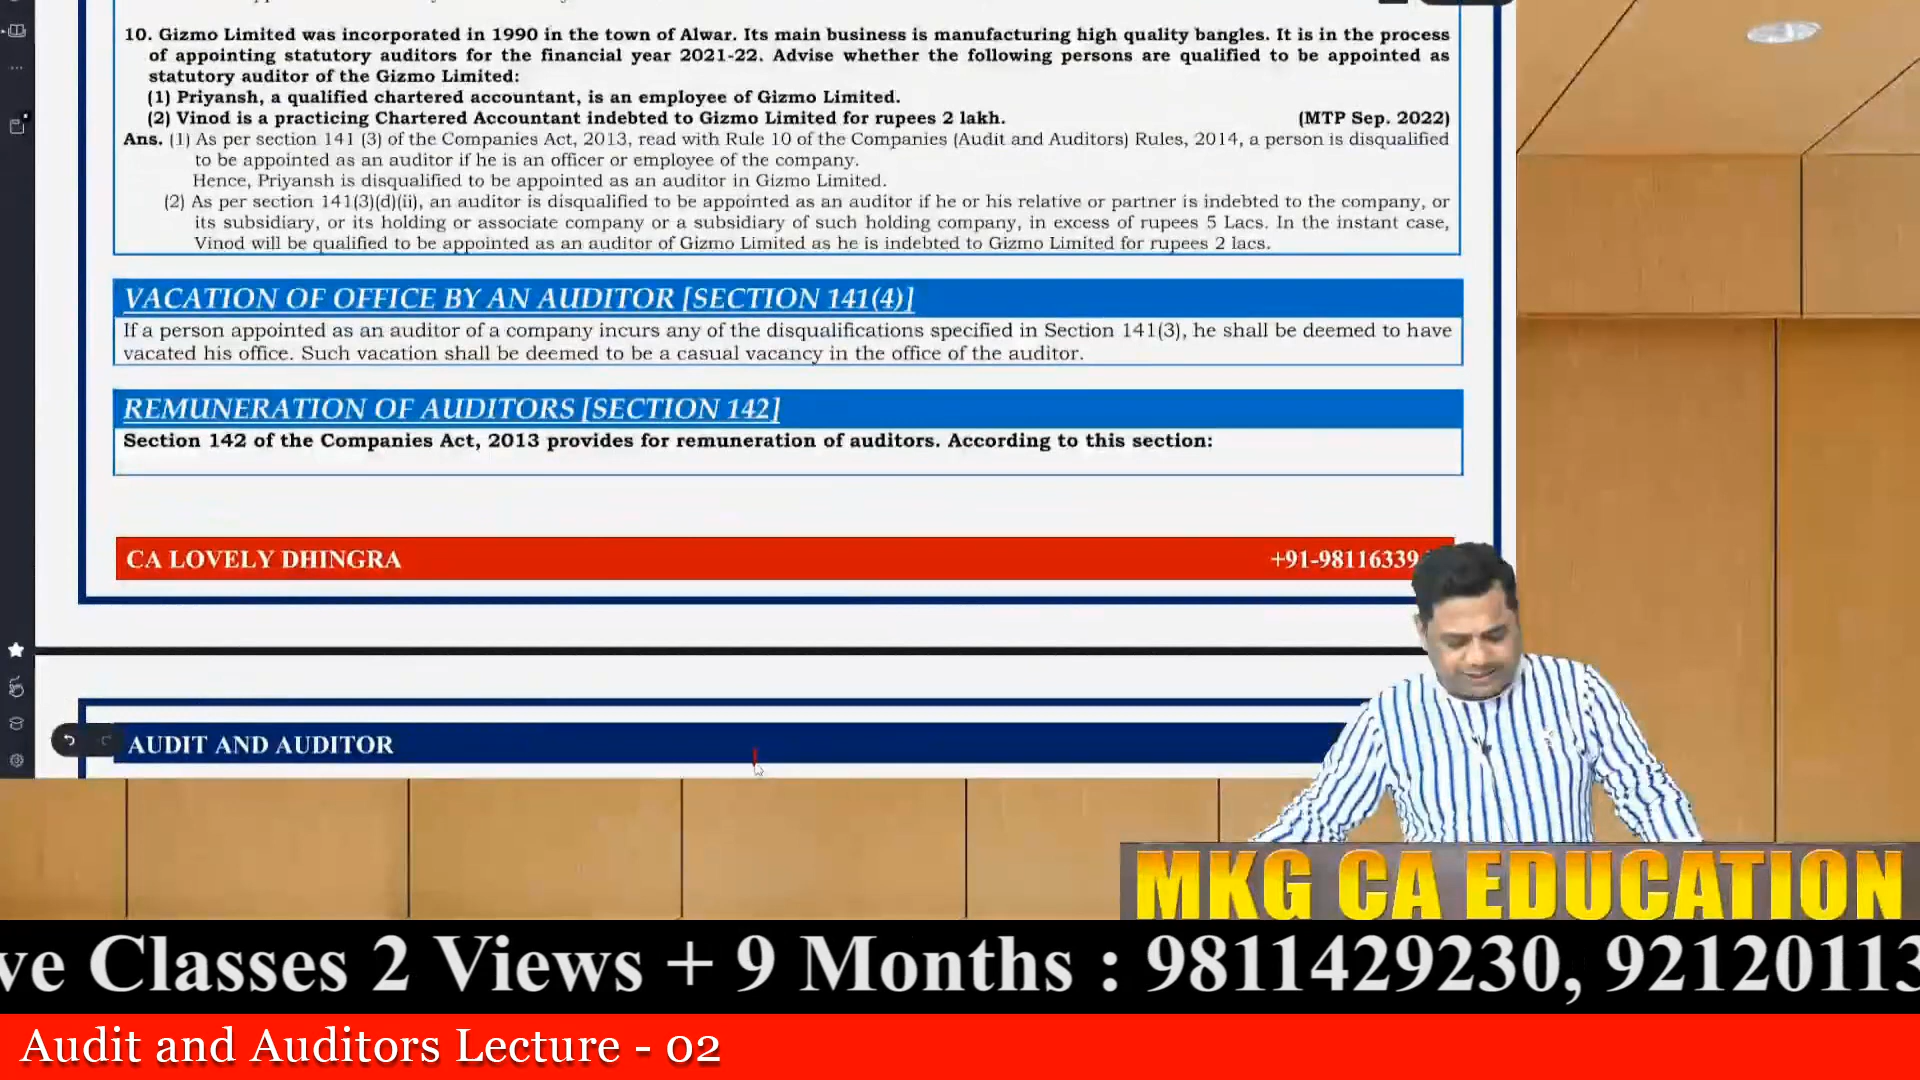 10. Gizmo Limited was incorporated in 1990 in the town of Alwar. Its main business is manufacturing high quality bangles. It is in the process
of appointing statutory auditors for the financial year 2021-22. Advise whether the following persons are qualified to be appointed as
statutory auditor of the Gizmo Limited:
(1) Priyansh, a qualified chartered accountant, is an employee of Gizmo Limited.
(2) Vinod is a practicing Chartered Accountant indebted to Gizmo Limited for rupees 2 lakh. (MTP Sep. 2022)
Ans. (1) As per section 141 (3) of the Companies Act, 2013, read with Rule 10 of the Companies (Audit and Auditors) Rules, 2014, a person is disqualified
to be appointed as an auditor if he is an officer or employee of the company.
Hence, Priyansh is disqualified to be appointed as an auditor in Gizmo Limited.
(2) As per section 141(3)(d)(ii), an auditor is disqualified to be appointed as an auditor if he or his relative or partner is indebted to the company, or
its subsidiary, or its holding or associate company or a subsidiary of such holding company, in excess of rupees 5 Lacs. In the instant case,
Vinod will be qualified to be appointed as an auditor of Gizmo Limited as he is indebted to Gizmo Limited for rupees 2 lacs.
VACATION OF OFFICE BY AN AUDITOR [SECTION 141(4)]
If a person appointed as an auditor of a company incurs any of the disqualifications specified in Section 141(3), he shall be deemed to have
vacated his office. Such vacation shall be deemed to be a casual vacancy in the office of the auditor.
REMUNERATION OF AUDITORS [SECTION 142]
Section 142 of the Companies Act, 2013 provides for remuneration of auditors. According to this section:
CA LOVELY DHINGRA +91-98116339
AUDIT AND AUDITOR
MKG CA EDUCATION
ve Classes 2 Views + 9 Months : 9811429230, 92120113
Audit and Auditors Lecture - 02